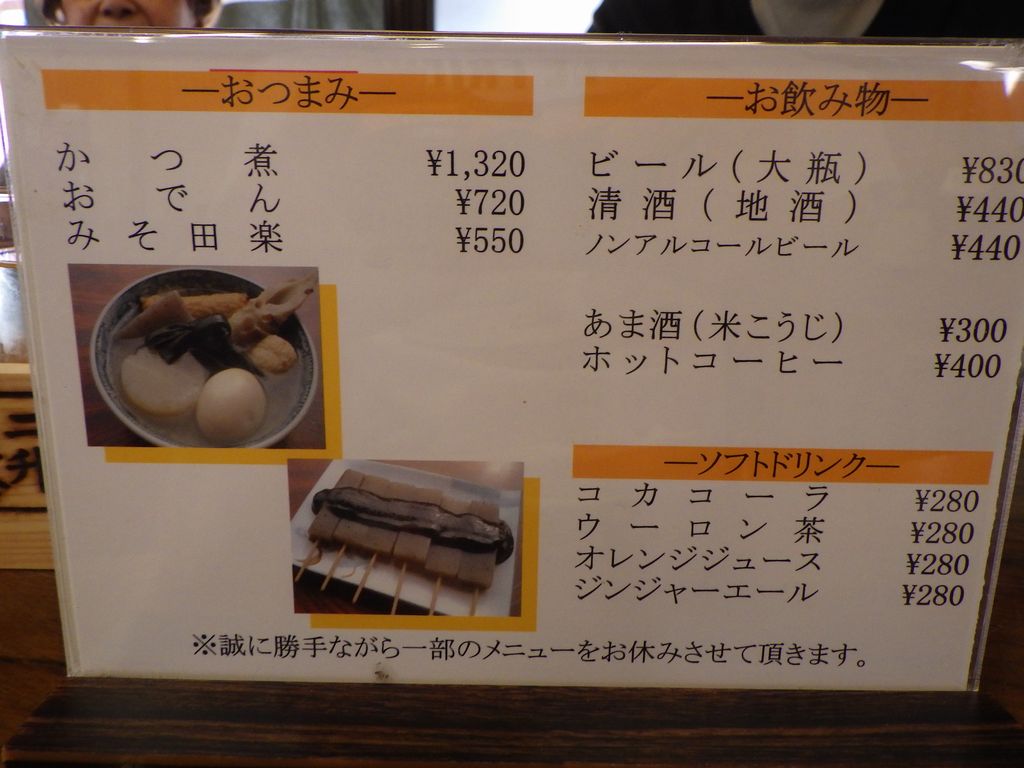 ―おつまみ―
かつ煮 ¥1,320
おでん ¥720
みそ田楽 ¥550
―お飲み物―
ビール(大瓶) ¥830
清酒(地酒) ¥440
ノンアルコールビール ¥440
あま酒(米こうじ) ¥300
ホットコーヒー ¥400
―ソフトドリンク―
コカコーラ ¥280
ウーロン茶 ¥280
オレンジジュース ¥280
ジンジャーエール ¥280
※誠に勝手ながら一部のメニューをお休みさせて頂きます。